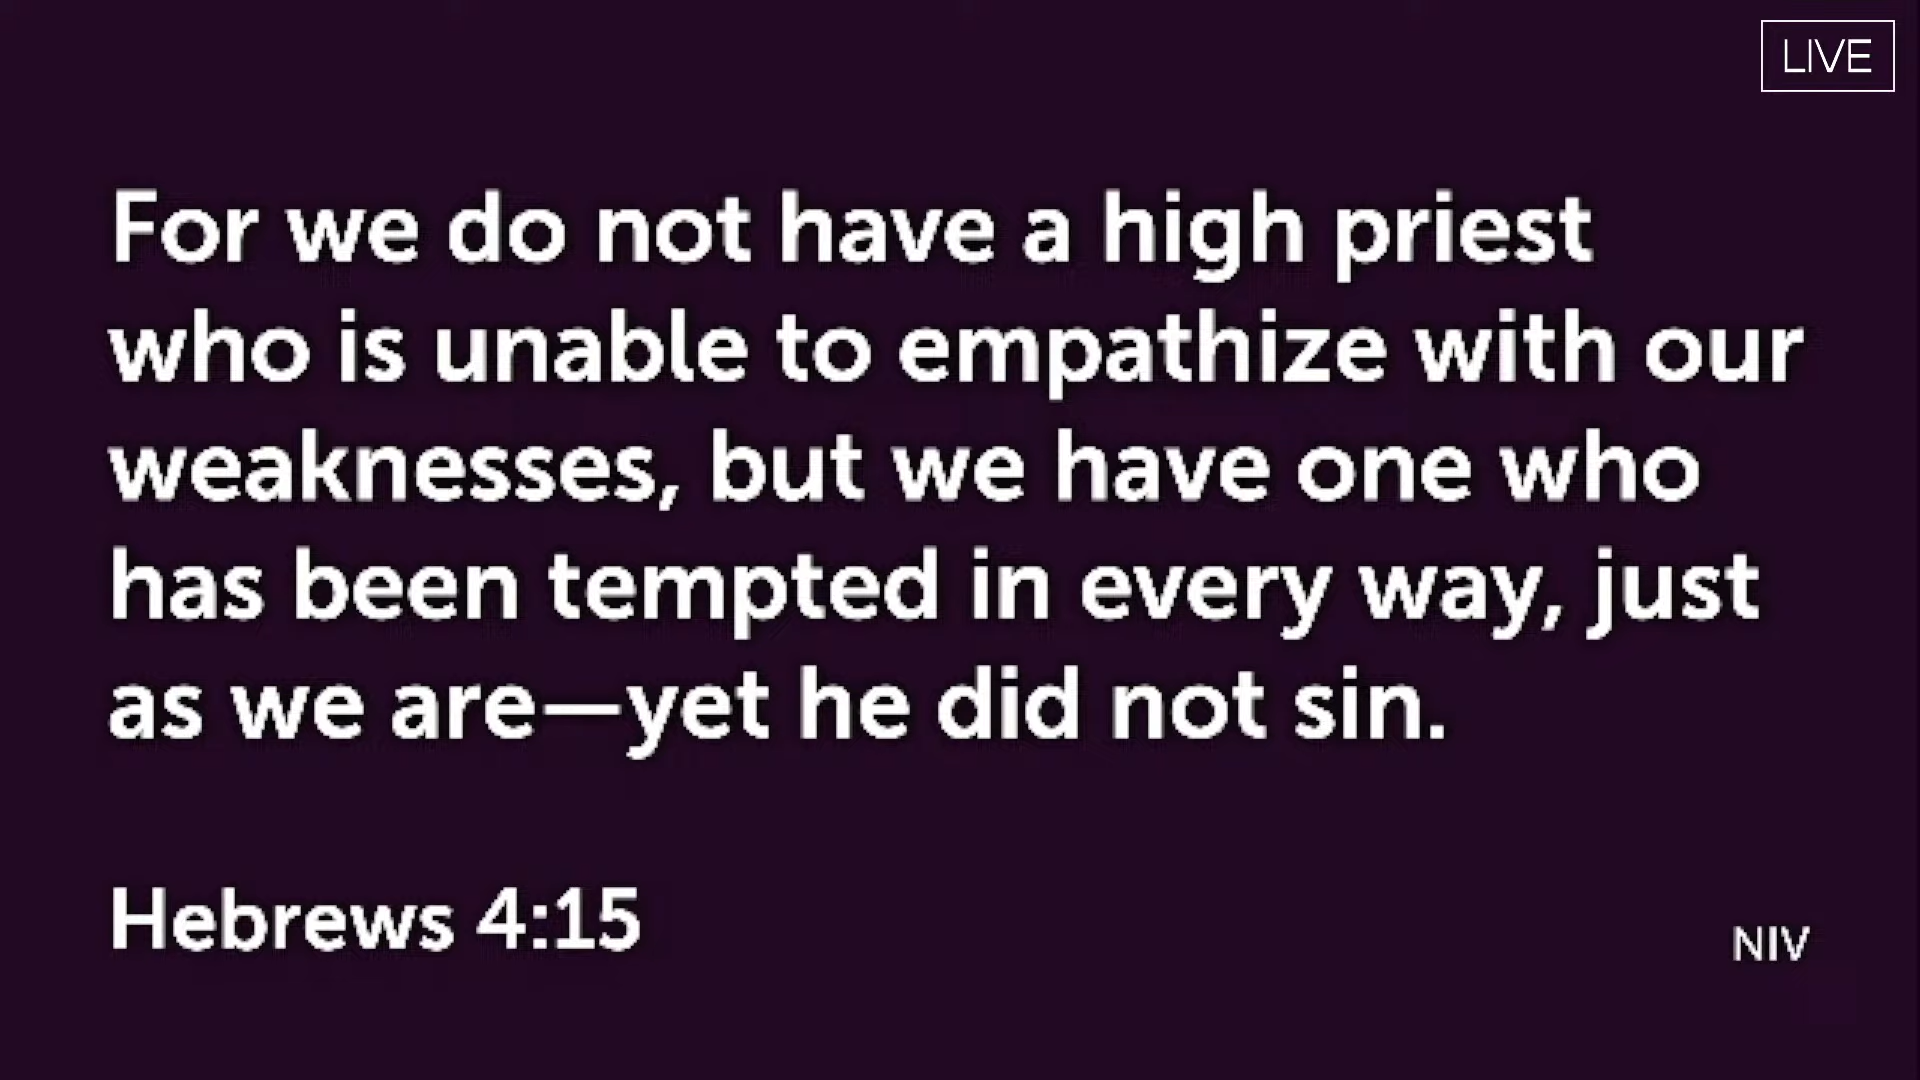 LIVE
For we do not have a high priest
who is unable to empathize with our
weaknesses, but we have one who
has been tempted in every way, just
as we are—yet he did not sin.
Hebrews 4:15
NIV